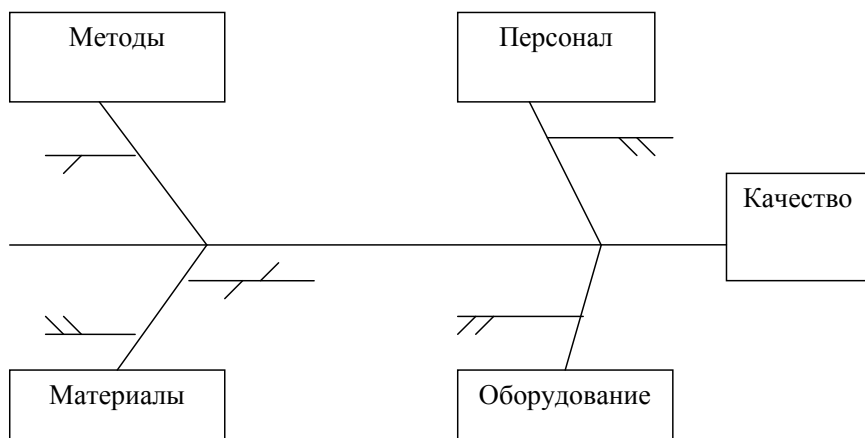 Методы
Персонал
Качество
Материалы
Оборудование